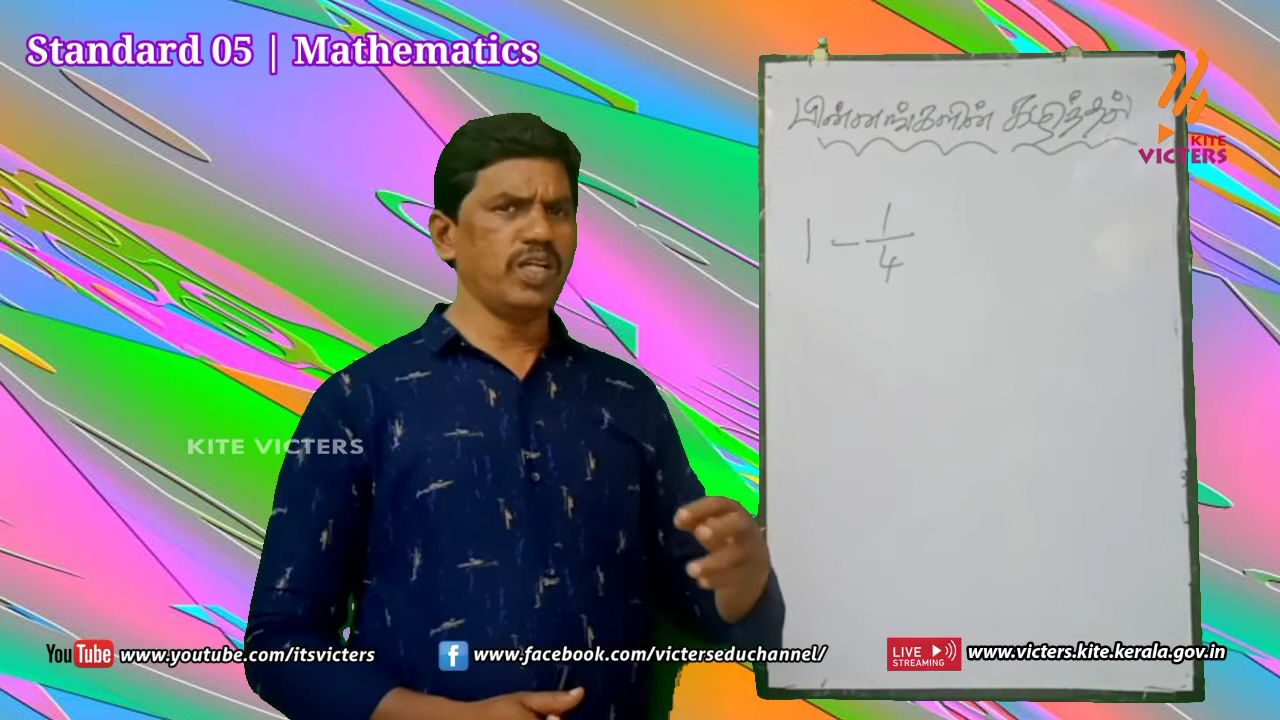 Standard 05 | Mathematics
பின்னங்களின் கழித்தல்
KITE
VICTERS
1 - 1/4
KITE VICTERS
YouTube www.youtube.com/itsvicters
f www.facebook.com/victerseduchannel/
LIVE STREAMING www.victers.kite.kerala.gov.in